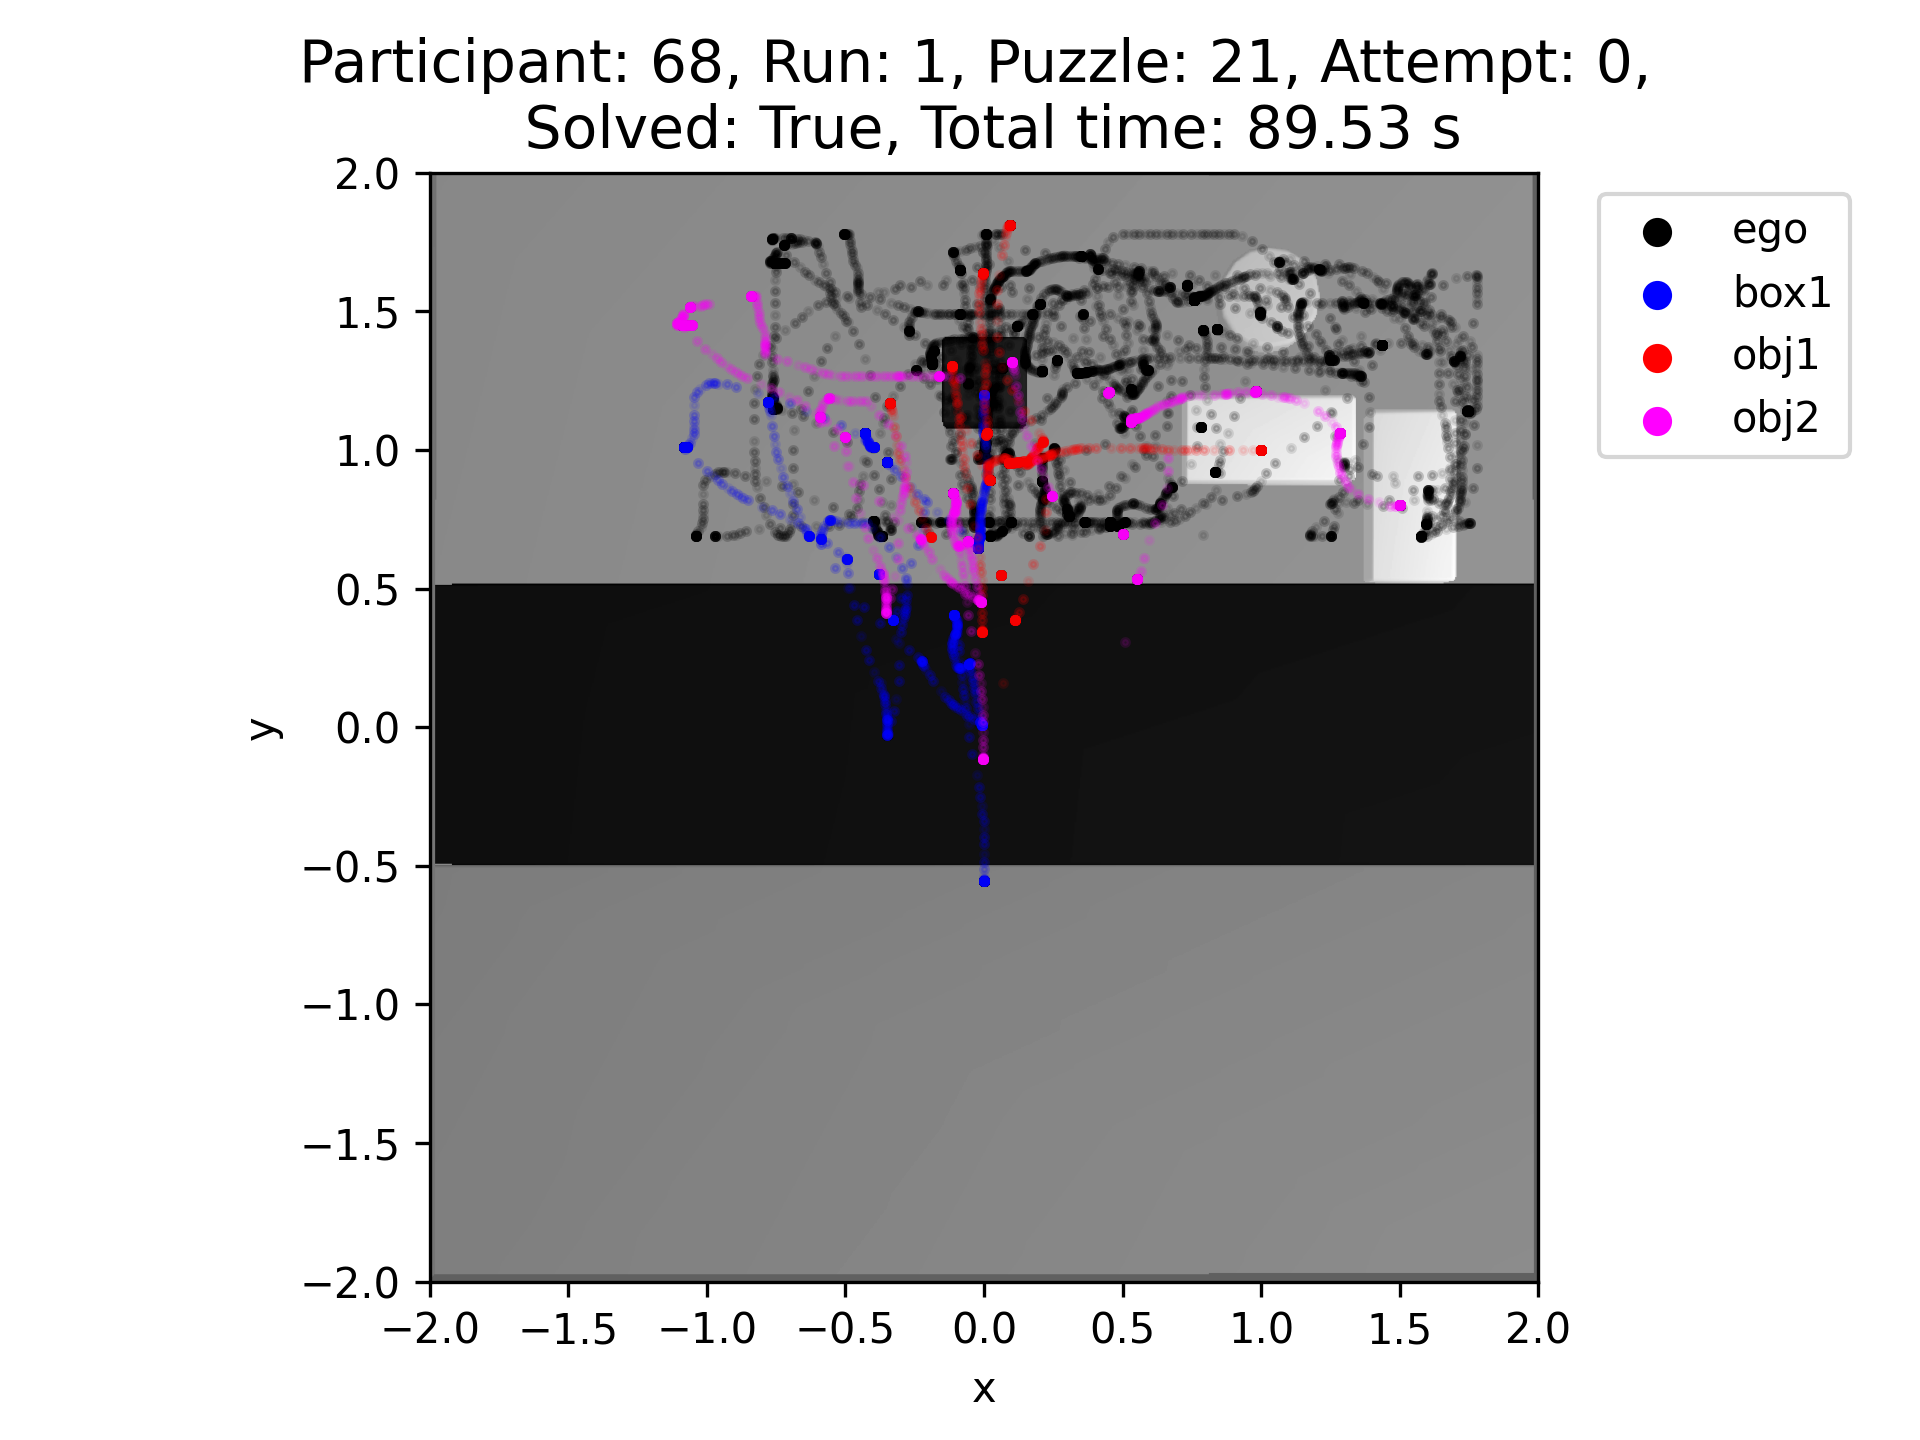 Participant: 68, Run: 1, Puzzle: 21, Attempt: 0,
Solved: True, Total time: 89.53 s
2.0
1.5
1.0
0.5
0.0
−0.5
−1.0
−1.5
−2.0
y
−2.0 −1.5 −1.0 −0.5 0.0 0.5 1.0 1.5 2.0
x
ego
box1
obj1
obj2